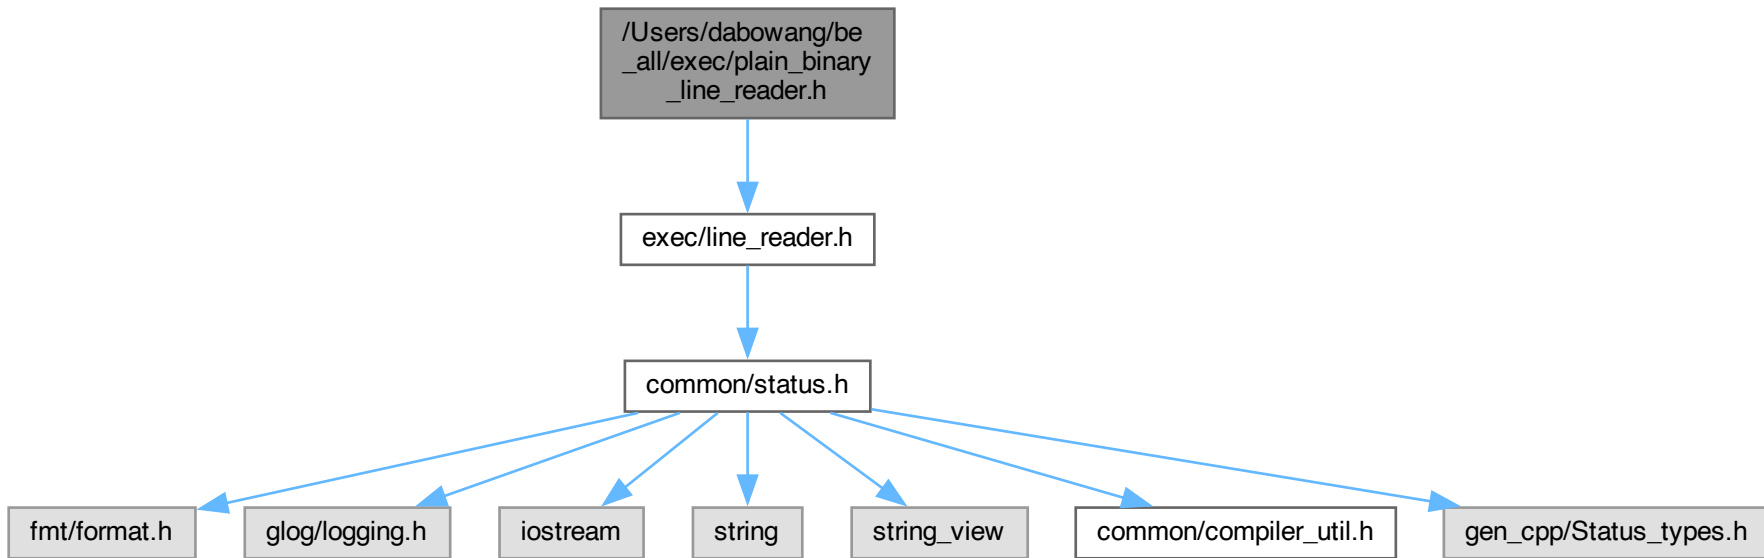 /Users/dabowang/be
_all/exec/plain_binary
_line_reader.h
exec/line_reader.h
common/status.h
fmt/format.h
glog/logging.h
iostream
string
string_view
common/compiler_util.h
gen_cpp/Status_types.h